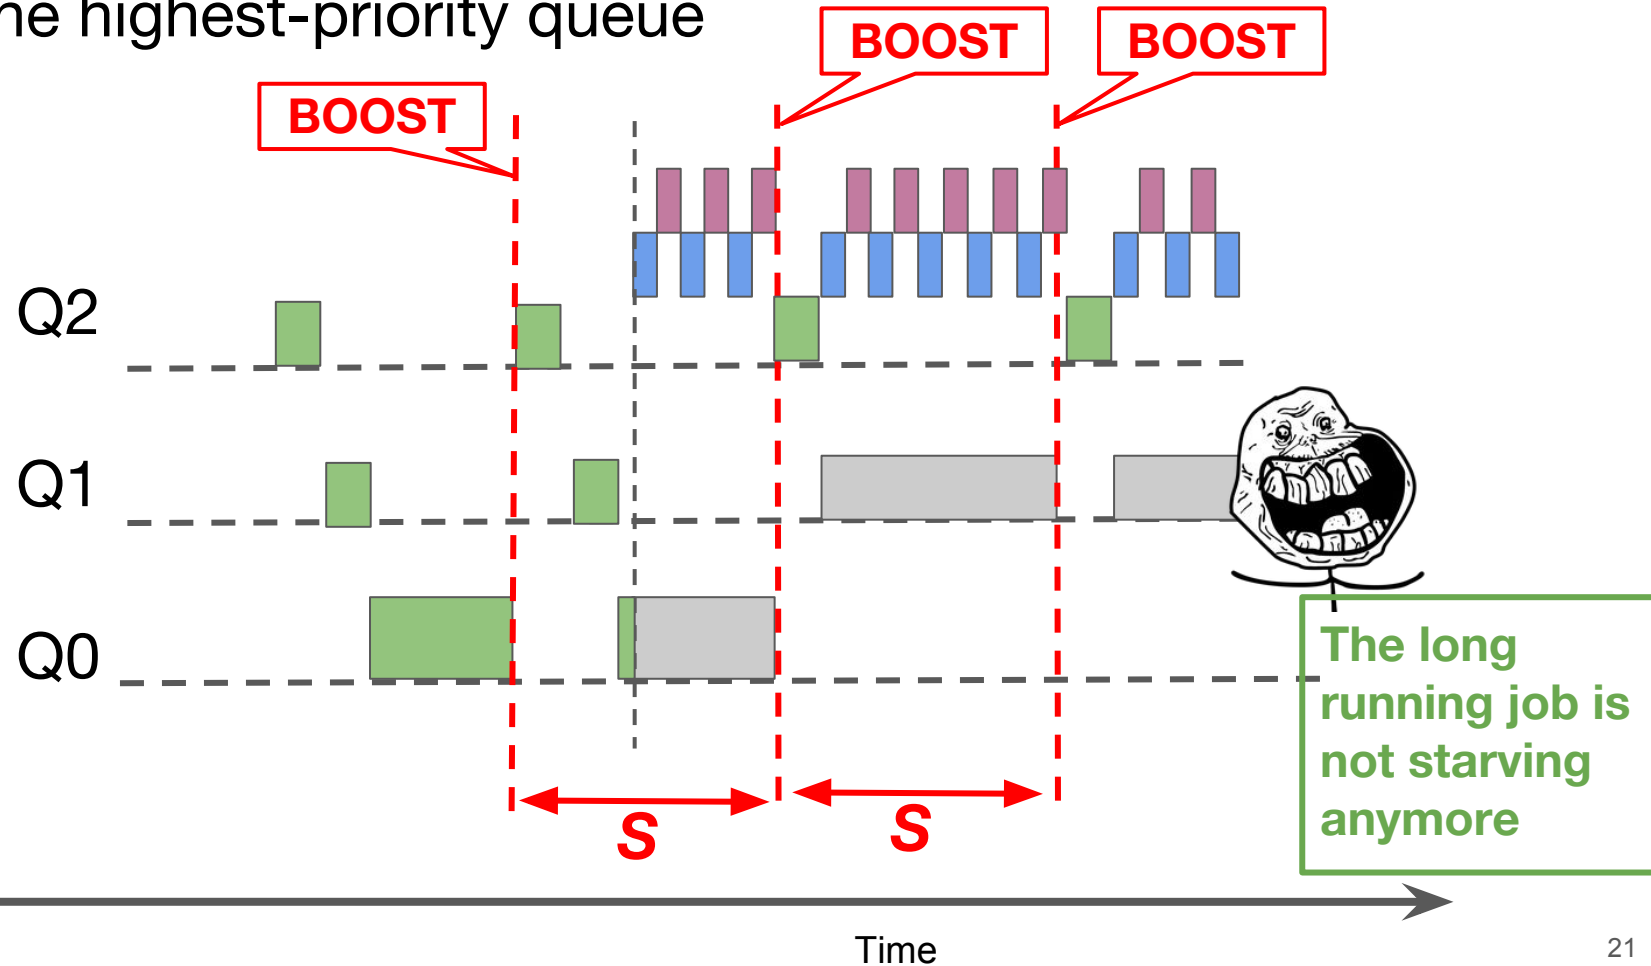 he highest-priority queue
BOOST
BOOST
BOOST
Q2
Q1
Q0
The long
running job is
not starving
anymore
S
S
Time
21